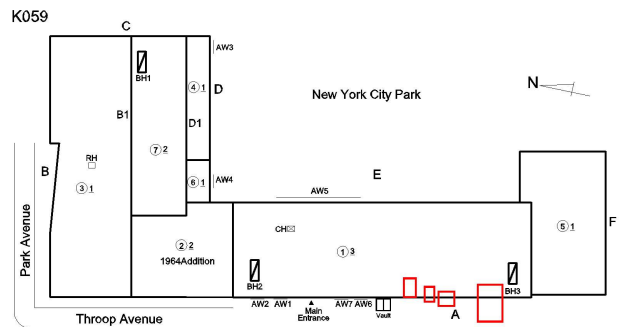 K059
C
AW3
BH1
④ 1
D
New York City Park
N
B1
D1
⑦ 2
RH
B
③ 1
⑥ 1
AW4
E
AW5
Park Avenue
⑤ 1
F
CH
② 2
1964Addition
① 3
BH2
BH3
AW2
AW1
Main
Entrance
AW7
AW6
Vault
A
Throop Avenue